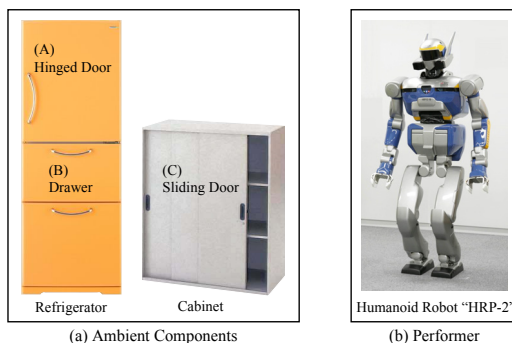 (A)
Hinged Door
(B)
Drawer
(C)
Sliding Door
Refrigerator
Cabinet
(a) Ambient Components
Humanoid Robot “HRP-2”
(b) Performer